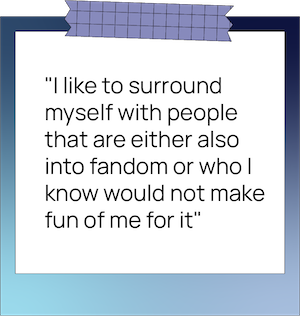 "I like to surround
myself with people
that are either also
into fandom or who I
know would not make
fun of me for it"